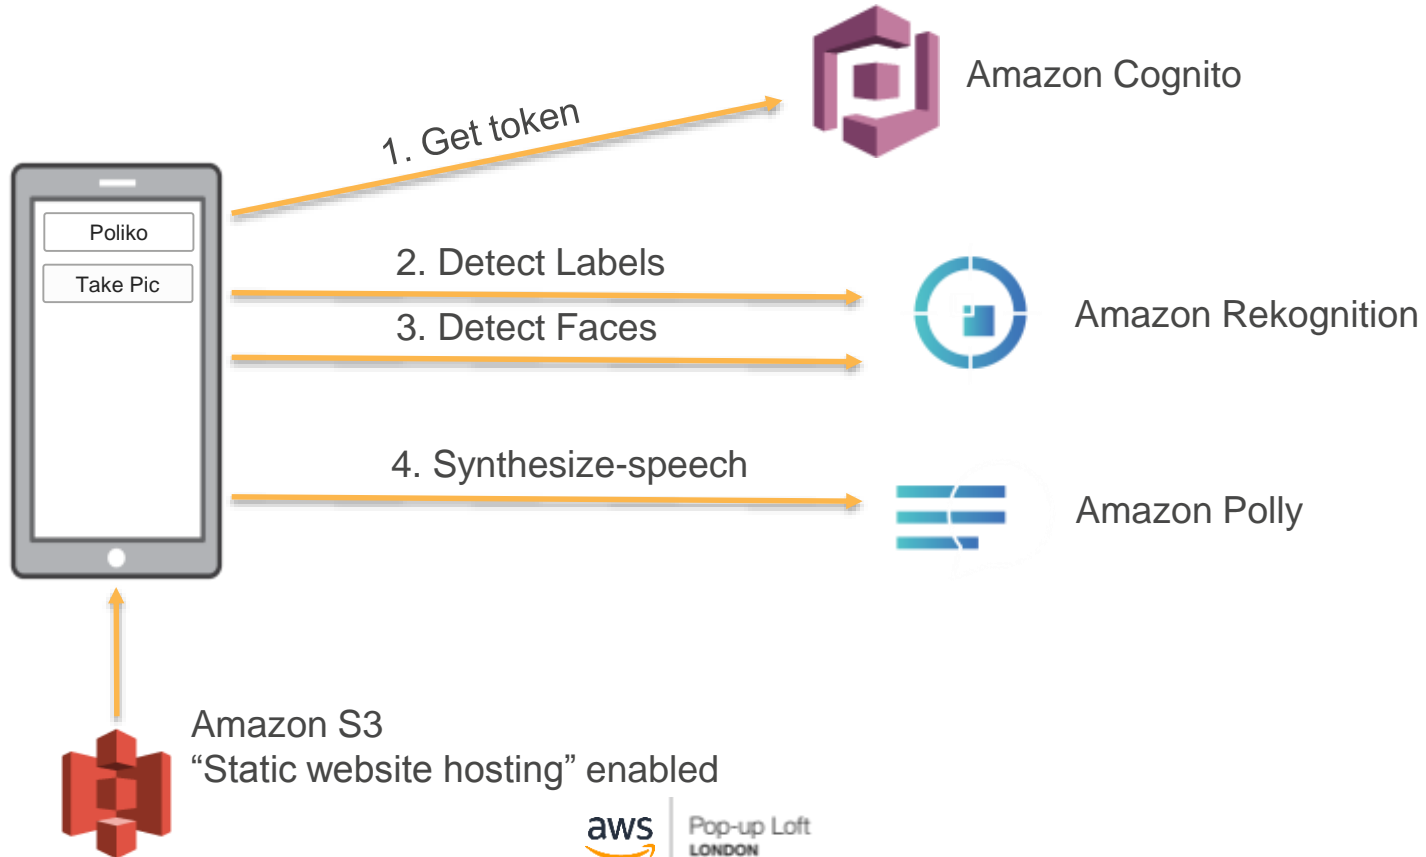 Amazon Cognito
1. Get token
Poliko
Take Pic
2. Detect Labels
3. Detect Faces
Amazon Rekognition
4. Synthesize-speech
Amazon Polly
Amazon S3
“Static website hosting” enabled
aws
Pop-up Loft
LONDON